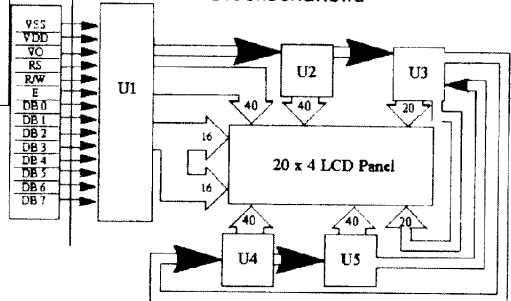 VSS
VDD
VO
RS
R/W
E
DB 0
DB 1
DB 2
DB 3
DB 4
DB 5
DB 6
DB 7
U1
U2
U3
40
40
20
16
16
20 x 4 LCD Panel
40
40
20
U4
U5